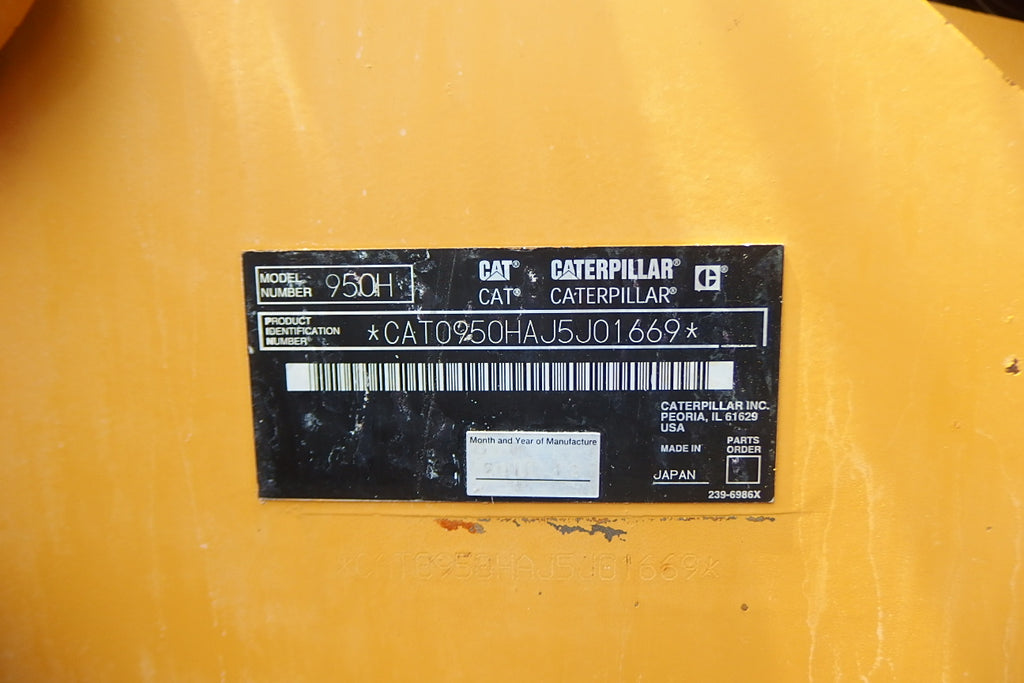 MODEL NUMBER 950H
CAT® CATERPILLAR® C®
CAT® CATERPILLAR®
PRODUCT IDENTIFICATION NUMBER *CAT0950HAJ5J01669*
CATERPILLAR INC.
PEORIA, IL 61629
USA
MADE IN JAPAN
PARTS ORDER
Month and Year of Manufacture
239-6986X
*CAT0950HAJ5J01669*